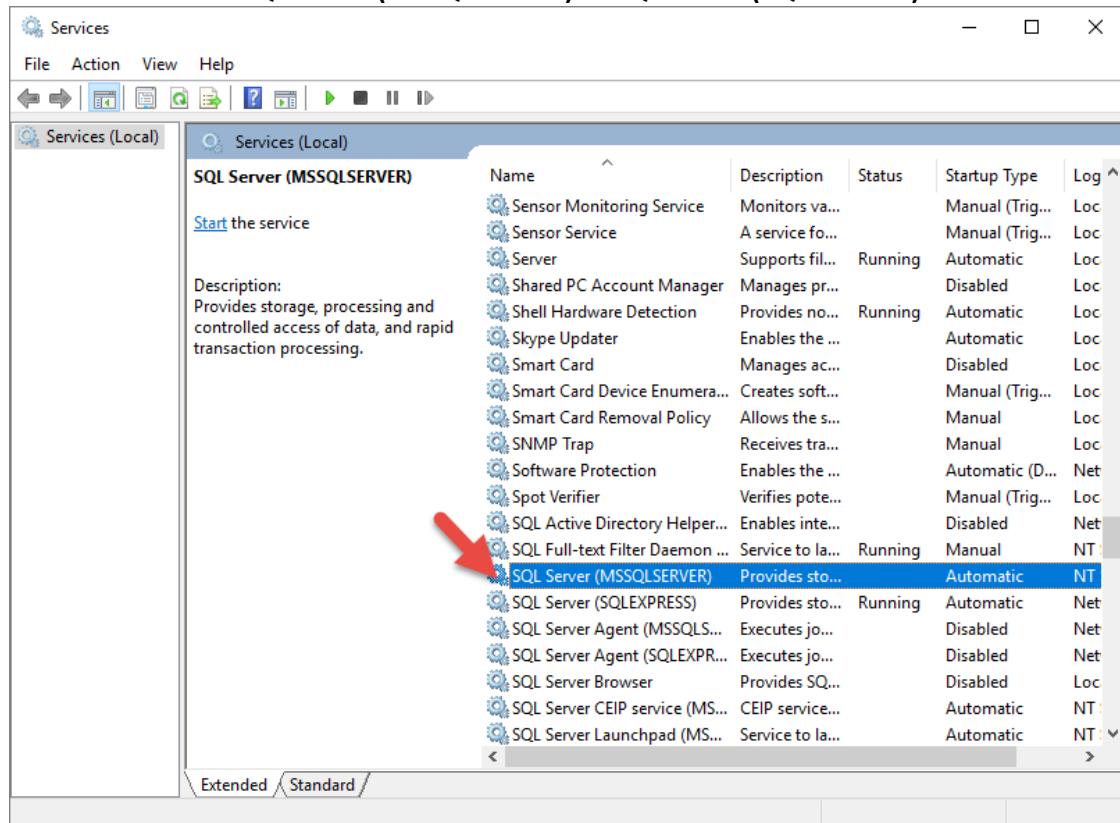 Services
File Action View Help
Services (Local)
Services (Local)
SQL Server (MSSQLSERVER)
Start the service
Description:
Provides storage, processing and
controlled access of data, and rapid
transaction processing.
Name Description Status Startup Type Log
Sensor Monitoring Service Monitors va... Manual (Trig... Loc
Sensor Service A service fo... Manual (Trig... Loc
Server Supports fil... Running Automatic Loc
Shared PC Account Manager Manages pr... Disabled Loc
Shell Hardware Detection Provides no... Running Automatic Loc
Skype Updater Enables the ... Automatic Loc
Smart Card Manages ac... Disabled Loc
Smart Card Device Enumera... Creates soft... Manual (Trig... Loc
Smart Card Removal Policy Allows the s... Manual Loc
SNMP Trap Receives tra... Manual Loc
Software Protection Enables the ... Automatic (D... Net
Spot Verifier Verifies pote... Manual (Trig... Loc
SQL Active Directory Helper... Enables inte... Disabled Net
SQL Full-text Filter Daemon ... Service to la... Running Manual NT
SQL Server (MSSQLSERVER) Provides sto... Automatic NT
SQL Server (SQLEXPRESS) Provides sto... Running Automatic Net
SQL Server Agent (MSSQLS... Executes jo... Disabled Net
SQL Server Agent (SQLEXPR... Executes jo... Disabled Net
SQL Server Browser Provides SQ... Disabled Loc
SQL Server CEIP service (MS... CEIP service... Automatic NT
SQL Server Launchpad (MS... Service to la... Automatic NT
Extended Standard